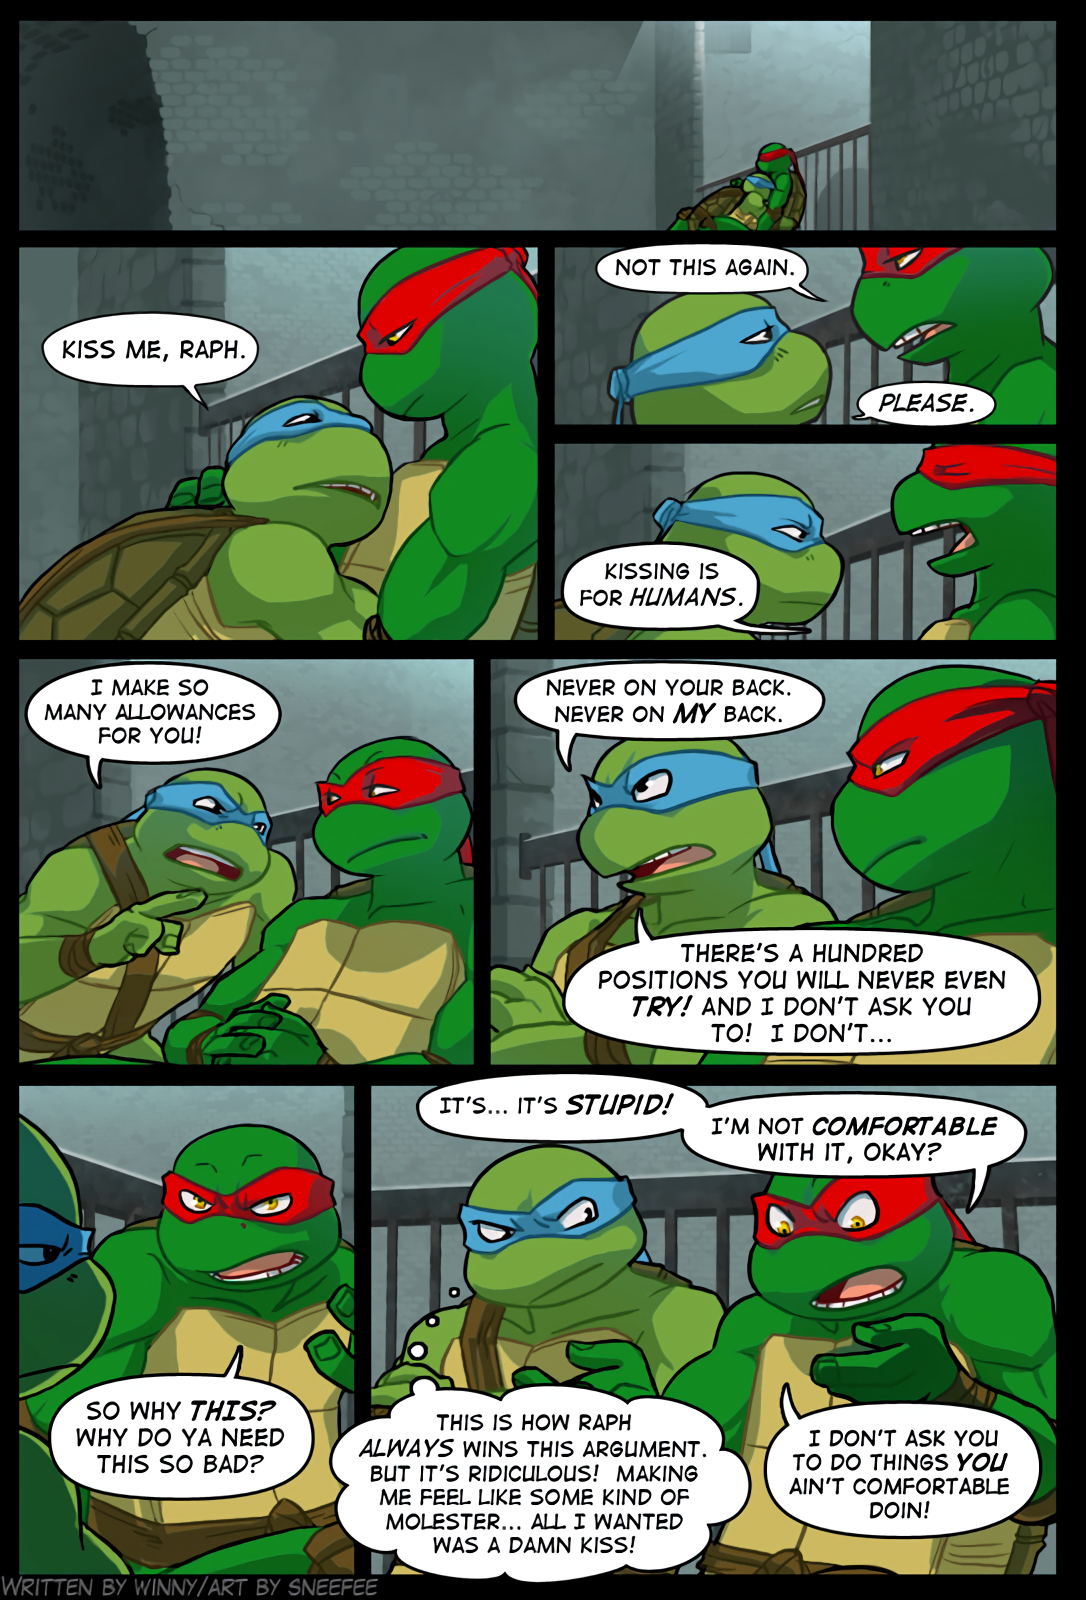 KISS ME, RAPH.
NOT THIS AGAIN.
PLEASE.
KISSING IS
FOR HUMANS.
I MAKE SO
MANY ALLOWANCES
FOR YOU!
NEVER ON YOUR BACK.
NEVER ON MY BACK.
THERE'S A HUNDRED
POSITIONS YOU WILL NEVER EVEN
TRY! AND I DON'T ASK YOU
TO! I DON'T...
SO WHY THIS?
WHY DO YA NEED
THIS SO BAD?
IT'S... IT'S STUPID!
I'M NOT COMFORTABLE
WITH IT, OKAY?
THIS IS HOW RAPH
ALWAYS WINS THIS ARGUMENT.
BUT IT'S RIDICULOUS! MAKING
ME FEEL LIKE SOME KIND OF
MOLESTER... ALL I WANTED
WAS A DAMN KISS!
I DON'T ASK YOU
TO DO THINGS YOU
AIN'T COMFORTABLE
DOIN!
WRITTEN BY WINNY/ART BY SNEEFEE